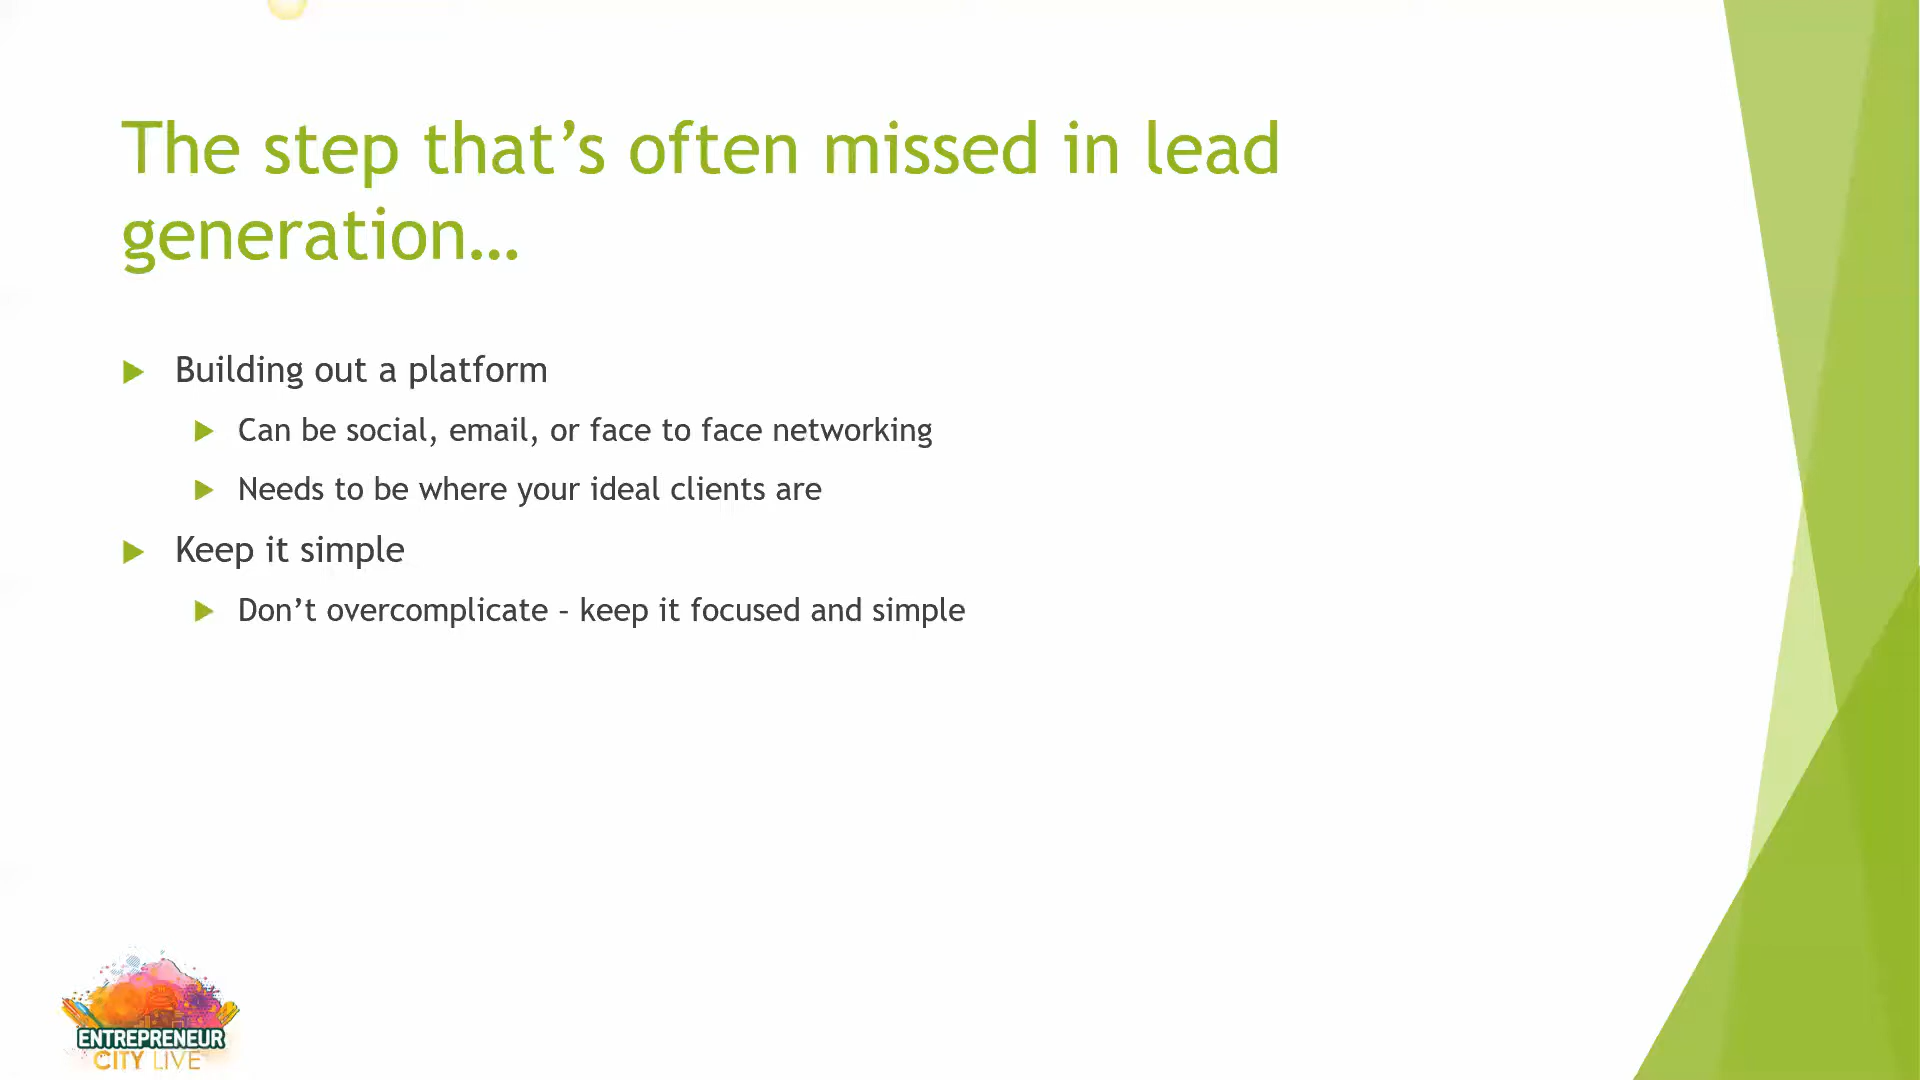 The step that’s often missed in lead
generation…
Building out a platform
Can be social, email, or face to face networking
Needs to be where your ideal clients are
Keep it simple
Don’t overcomplicate – keep it focused and simple
ENTREPRENEUR
CITY LIVE